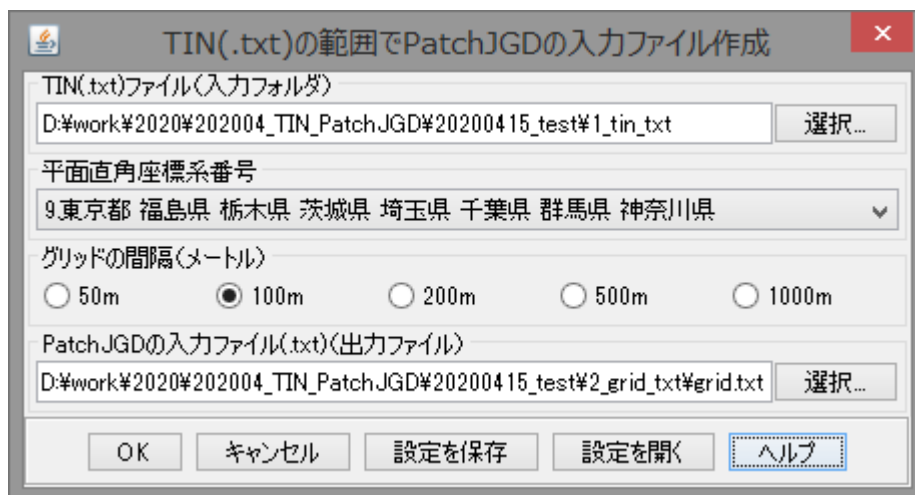 TIN(.txt)の範囲でPatchJGDの入力ファイル作成
TIN(.txt)ファイル(入力フォルダ)
D:¥work¥2020¥202004_TIN_PatchJGD¥20200415_test¥1_tin_txt 選択...
平面直角座標系番号
9.東京都 福島県 栃木県 茨城県 埼玉県 千葉県 群馬県 神奈川県
グリッドの間隔(メートル)
50m 100m 200m 500m 1000m
PatchJGDの入力ファイル(.txt)(出力ファイル)
D:¥work¥2020¥202004_TIN_PatchJGD¥20200415_test¥2_grid_txt¥grid.txt 選択...
OK キャンセル 設定を保存 設定を開く ヘルプ